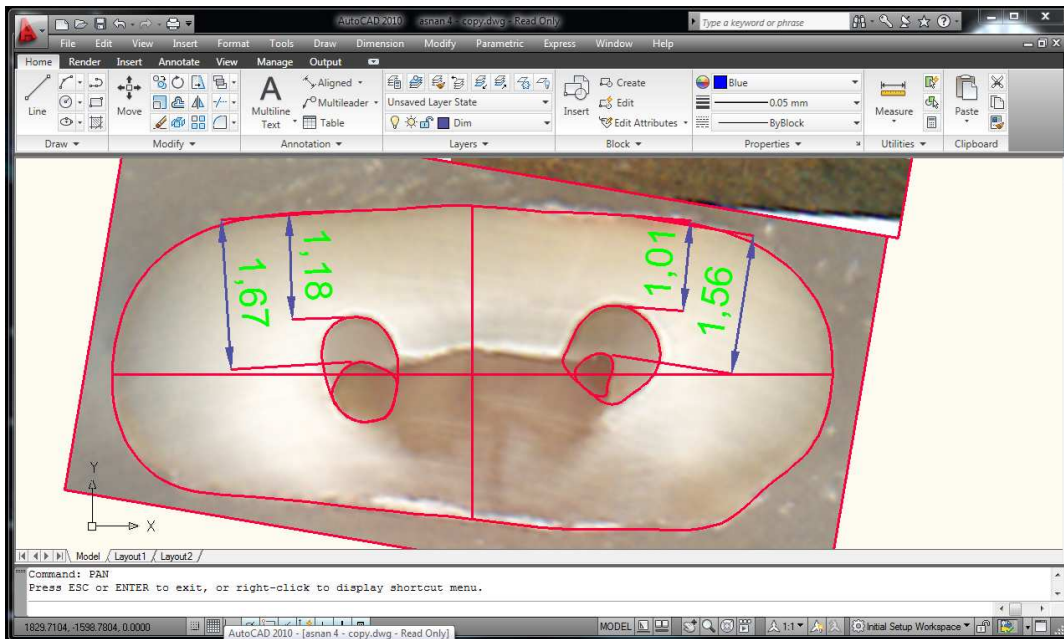 AutoCAD 2010 asnan 4 - copy.dwg - Read Only
Type a keyword or phrase
File Edit View Insert Format Tools Draw Dimension Modify Parametric Express Window Help
Home Render Insert Annotate View Manage Output
Line
Move
A
Multiline Text
Aligned
Multileader
Table
Unsaved Layer State
Dim
Insert
Create
Edit
Edit Attributes
Blue
0.05 mm
ByBlock
Measure
Paste
Draw Modify Annotation Layers Block Properties Utilities Clipboard
1,67
1,18
1,01
1,56
Y
X
Model Layout1 Layout2
Command: PAN
Press ESC or ENTER to exit, or right-click to display shortcut menu.
1829.7104, -1598.7804, 0.0000
MODEL
1:1
Initial Setup Workspace
AutoCAD 2010 - [asnan 4 - copy.dwg - Read Only]